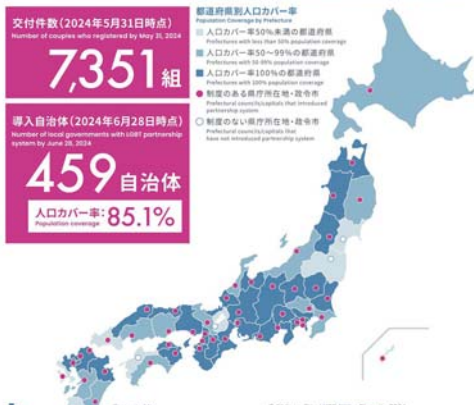 交付件数(2024年5月31日時点)
Number of couples who registered by May 31, 2024
7,351組
導入自治体(2024年6月28日時点)
Number of local governments with LGBT partnership
system by June 28, 2024
459自治体
人口カバー率:85.1%
Population coverage
都道府県別人口カバー率
Population Coverage by Prefecture
人口カバー率50%未満の都道府県
Prefectures with less than 50% population coverage
人口カバー率50~99%の都道府県
Prefectures with 50-99% population coverage
人口カバー率100%の都道府県
Prefectures with 100% population coverage
制度のある県庁所在地・政令市
Prefectural councils/capitals that introduced
partnership system
制度のない県庁所在地・政令市
Prefectural councils/capitals that
have not introduced partnership system